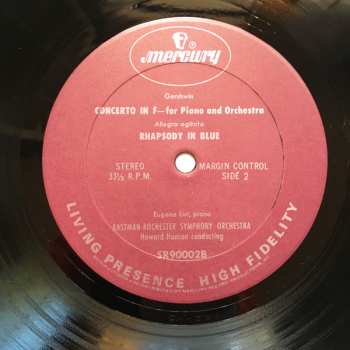 mercury
Gershwin
CONCERTO IN F—for Piano and Orchestra
Allegro agitato
RHAPSODY IN BLUE
STEREO
33⅓ R.P.M.
MARGIN CONTROL
SIDE 2
Eugene List, piano
EASTMAN-ROCHESTER SYMPHONY ORCHESTRA
Howard Hanson conducting
SR90002B
LIVING PRESENCE HIGH FIDELITY